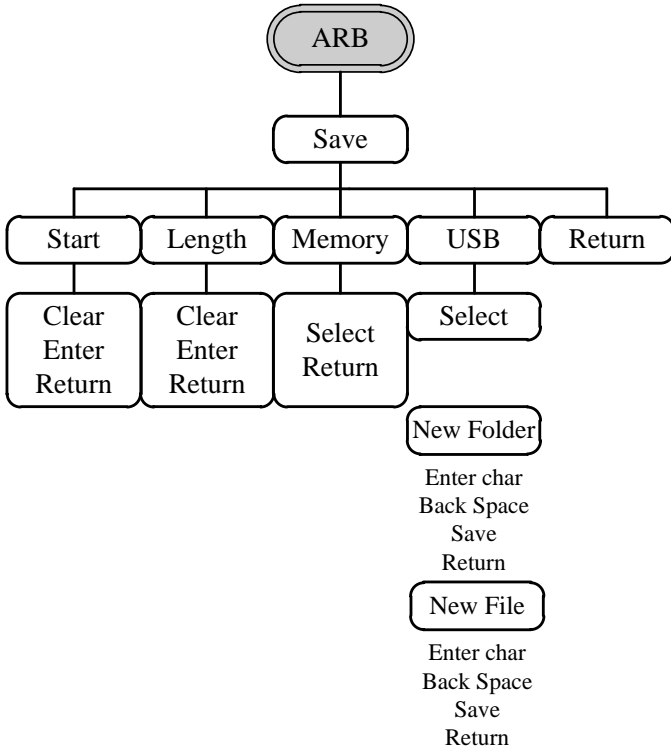 ARB
Save
Start
Length
Memory
USB
Return
Clear
Enter
Return
Clear
Enter
Return
Select
Return
Select
New Folder
Enter char
Back Space
Save
Return
New File
Enter char
Back Space
Save
Return